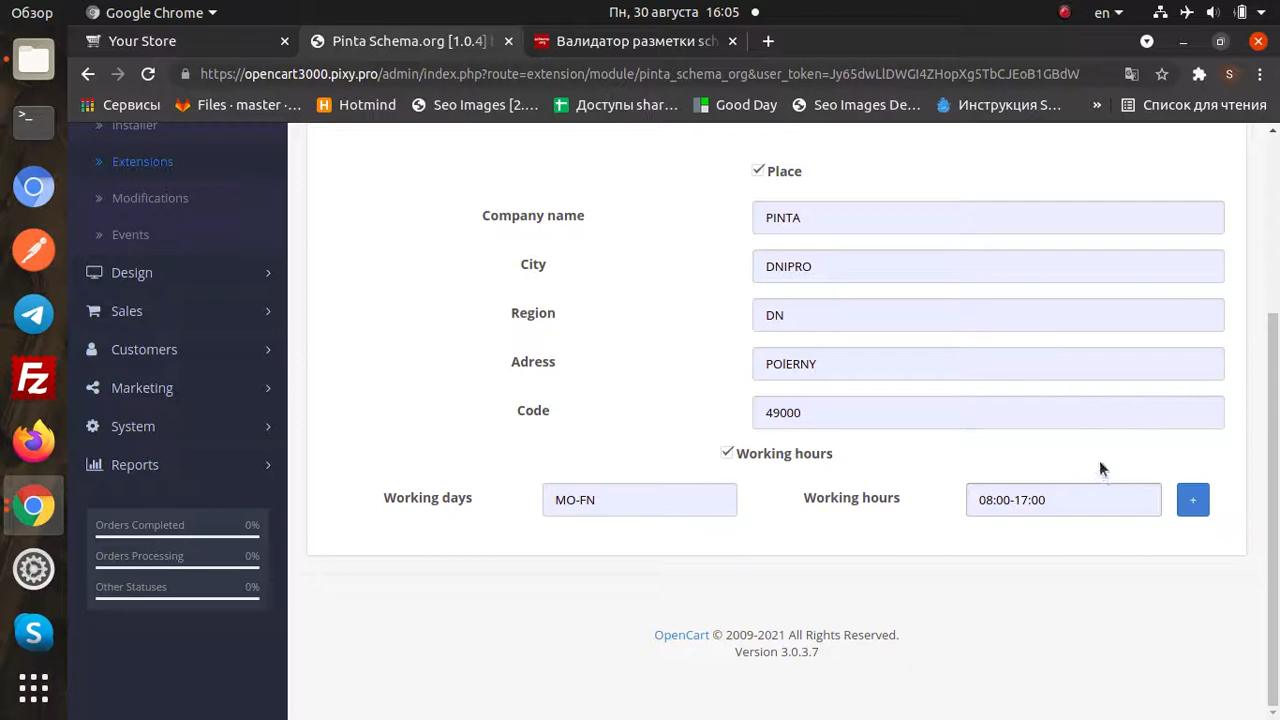 Обзор
Google Chrome
Пн, 30 августа 16:05
en
Your Store
Pinta Schema.org [1.0.4] b
Валидатор разметки sch
https://opencart3000.pixy.pro/admin/index.php?route=extension/module/pinta_schema_org&user_token=Jy65dwLlDWGI4ZHopXg5TbCJEoB1GBdW
S
Сервисы
Files · master ·...
Hotmind
Seo Images [2....
Доступы shar...
Good Day
Seo Images De...
Инструкция S...
»
Список для чтения
Installer
Extensions
Modifications
Events
Design
Sales
Customers
Marketing
System
Reports
Orders Completed 0%
Orders Processing 0%
Other Statuses 0%
Place
Company name PINTA
City DNIPRO
Region DN
Adress POlERNY
Code 49000
Working hours
Working days MO-FN Working hours 08:00-17:00 +
OpenCart © 2009-2021 All Rights Reserved.
Version 3.0.3.7